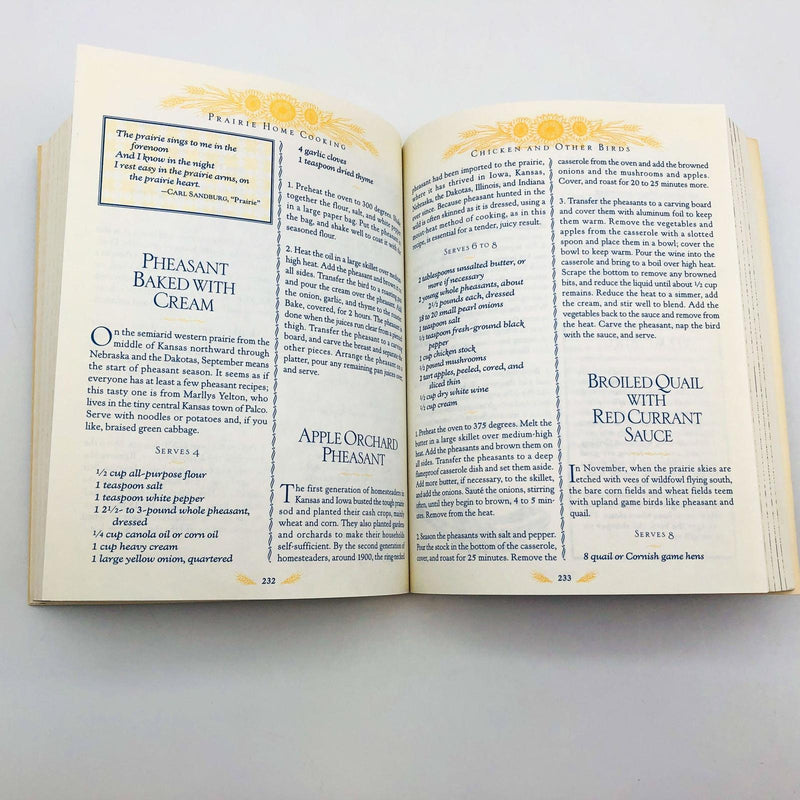 PRAIRIE HOME COOKING
The prairie sings to me in the
forenoon
And I know in the night
I rest easy in the prairie arms, on
the prairie heart.
—CARL SANDBURG, "Prairie"
PHEASANT
BAKED WITH
CREAM
On the semiarid western prairie from the
middle of Kansas northward through
Nebraska and the Dakotas, September means
the start of pheasant season. It seems as if
everyone has at least a few pheasant recipes;
this tasty one is from Marllys Yelton, who
lives in the tiny central Kansas town of Palco.
Serve with noodles or potatoes and, if you
like, braised green cabbage.
SERVES 4
½ cup all-purpose flour
1 teaspoon salt
1 teaspoon white pepper
1 2½- to 3-pound whole pheasant,
dressed
¼ cup canola oil or corn oil
1 cup heavy cream
1 large yellow onion, quartered
4 garlic cloves
1 teaspoon dried thyme
1. Preheat the oven to 300 degrees. Shake
together the flour, salt, and white pepper
in a large paper bag. Put the pheasant in
the bag, and shake well to coat it with the
seasoned flour.
2. Heat the oil in a large skillet over medium-
high heat. Add the pheasant and brown it on
all sides. Transfer the bird to a roasting pan
and pour the cream over the pheasant. Add
the onion, garlic, and thyme to the
Bake, covered, for 2 hours. The pheasant is
done when the juices run clear from a pierced
thigh. Transfer the pheasant to a carving
board, and carve the breast and separate the
other pieces. Arrange the pheasant on a
platter, pour any remaining pan juices over
and serve.
APPLE ORCHARD
PHEASANT
The first generation of homesteaders in
Kansas and Iowa busted the tough prairie
sod and planted their cash crops, mainly
wheat and corn. They also planted gardens
and orchards to make their households
self-sufficient. By the second generation of
homesteaders, around 1900, the ring-necked
232
CHICKEN AND OTHER BIRDS
pheasant had been imported to the prairie,
where it has thrived in Iowa, Kansas,
Nebraska, the Dakotas, Illinois, and Indiana
ever since. Because pheasant hunted in the
wild is often skinned as it is dressed, using a
moist-heat method of cooking, as in this
recipe, is essential for a tender, juicy result.
SERVES 6 TO 8
2 tablespoons unsalted butter, or
more if necessary
2 young whole pheasants, about
2½ pounds each, dressed
18 to 20 small pearl onions
1 teaspoon salt
½ teaspoon fresh-ground black
pepper
1 cup chicken stock
½ pound mushrooms
2 tart apples, peeled, cored, and
sliced thin
½ cup dry white wine
½ cup cream
1. Preheat the oven to 375 degrees. Melt the
butter in a large skillet over medium-high
heat. Add the pheasants and brown them on
all sides. Transfer the pheasants to a deep
flameproof casserole dish and set them aside.
Add more butter, if necessary, to the skillet,
and add the onions. Sauté the onions, stirring
often, until they begin to brown, 4 to 5 min-
utes. Remove from the heat.
2. Season the pheasants with salt and pepper.
Pour the stock in the bottom of the casserole,
cover, and roast for 25 minutes. Remove the
casserole from the oven and add the browned
onions and the mushrooms and apples.
Cover, and roast for 20 to 25 minutes more.
3. Transfer the pheasants to a carving board
and cover them with aluminum foil to keep
them warm. Remove the vegetables and
apples from the casserole with a slotted
spoon and place them in a bowl; cover the
bowl to keep warm. Pour the wine into the
casserole and bring to a boil over high heat.
Scrape the bottom to remove any browned
bits, and reduce the liquid until about ½ cup
remains. Reduce the heat to a simmer, add
the cream, and stir well to blend. Add the
vegetables back to the sauce and remove from
the heat. Carve the pheasant, nap the bird
with the sauce, and serve.
BROILED QUAIL
WITH
RED CURRANT
SAUCE
In November, when the prairie skies are
etched with vees of wildfowl flying south,
the bare corn fields and wheat fields teem
with upland game birds like pheasant and
quail.
SERVES 8
8 quail or Cornish game hens
233